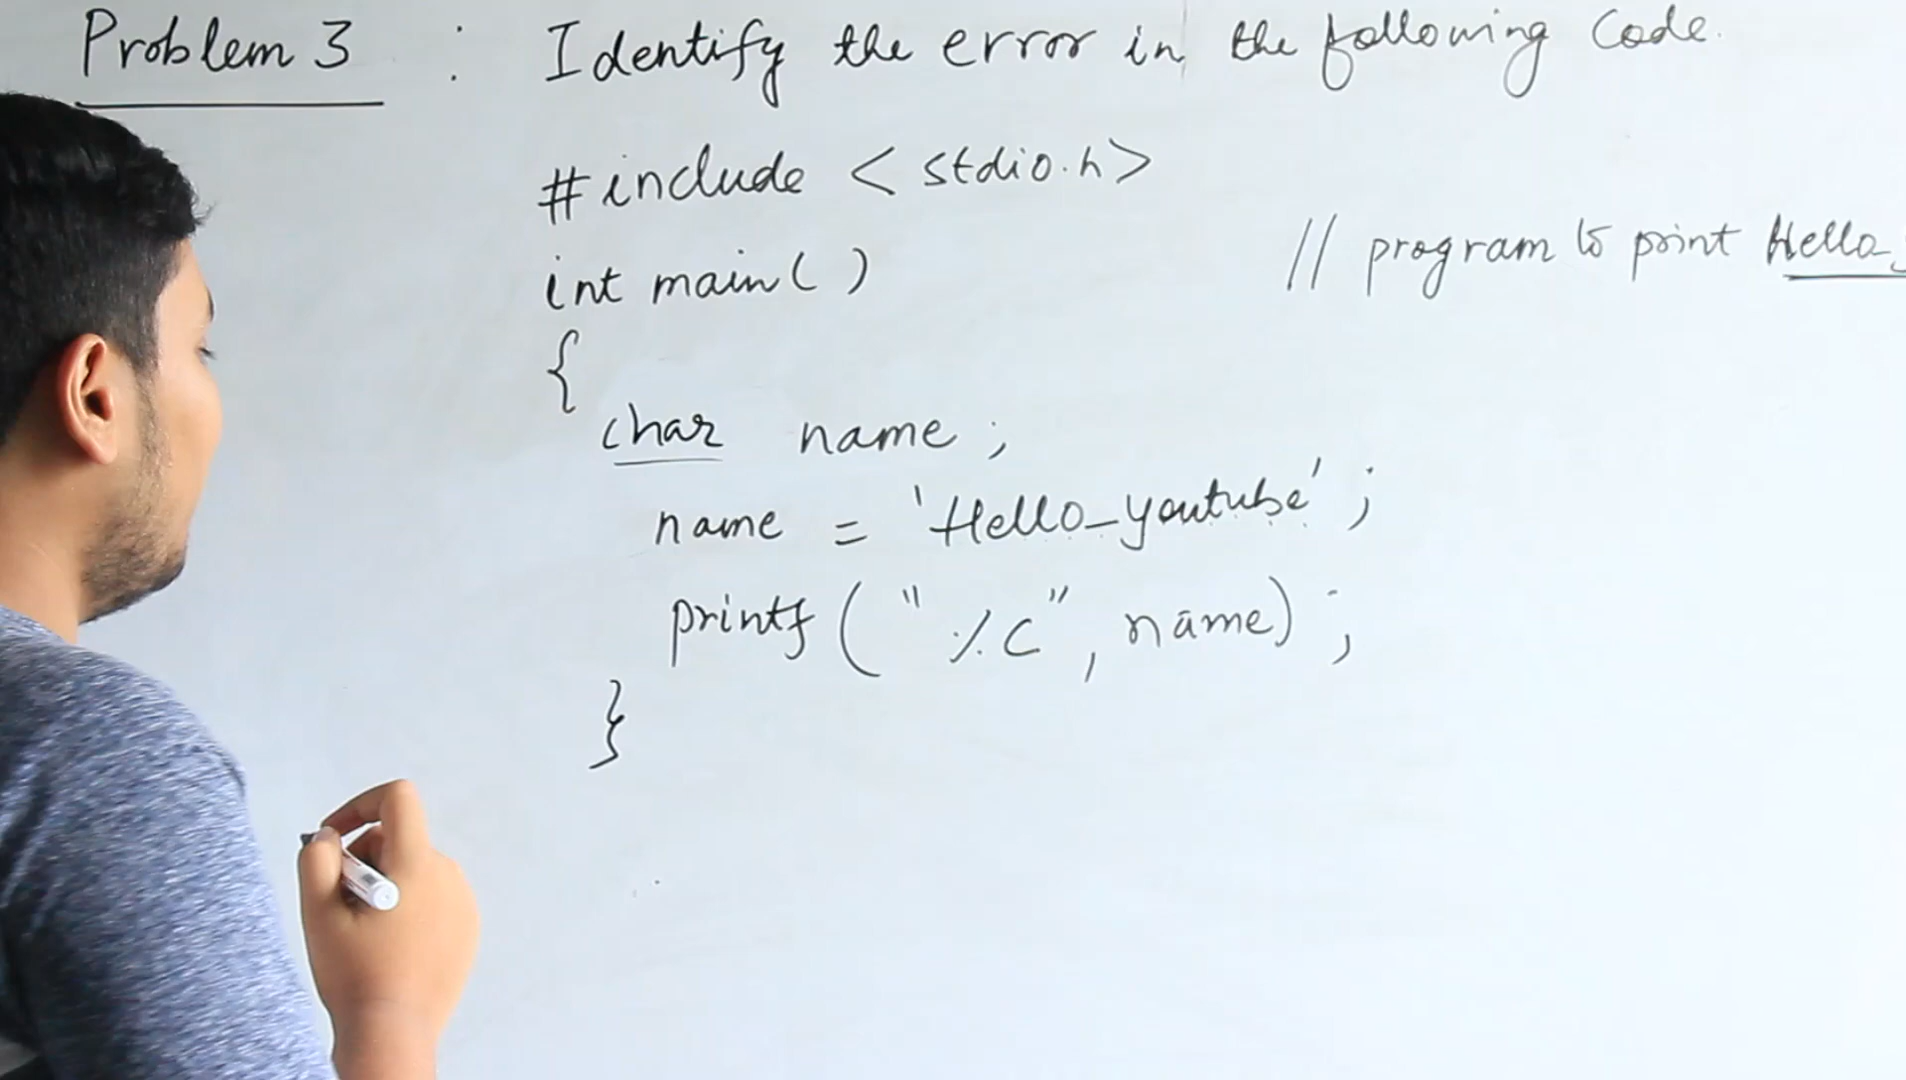 Problem 3 : Identify the error in the following Code.
#include <stdio.h>
int main( )
// program to print Hello
{
char name ;
name = 'Hello_youtube' ;
printf ( "%c" , name) ;
}